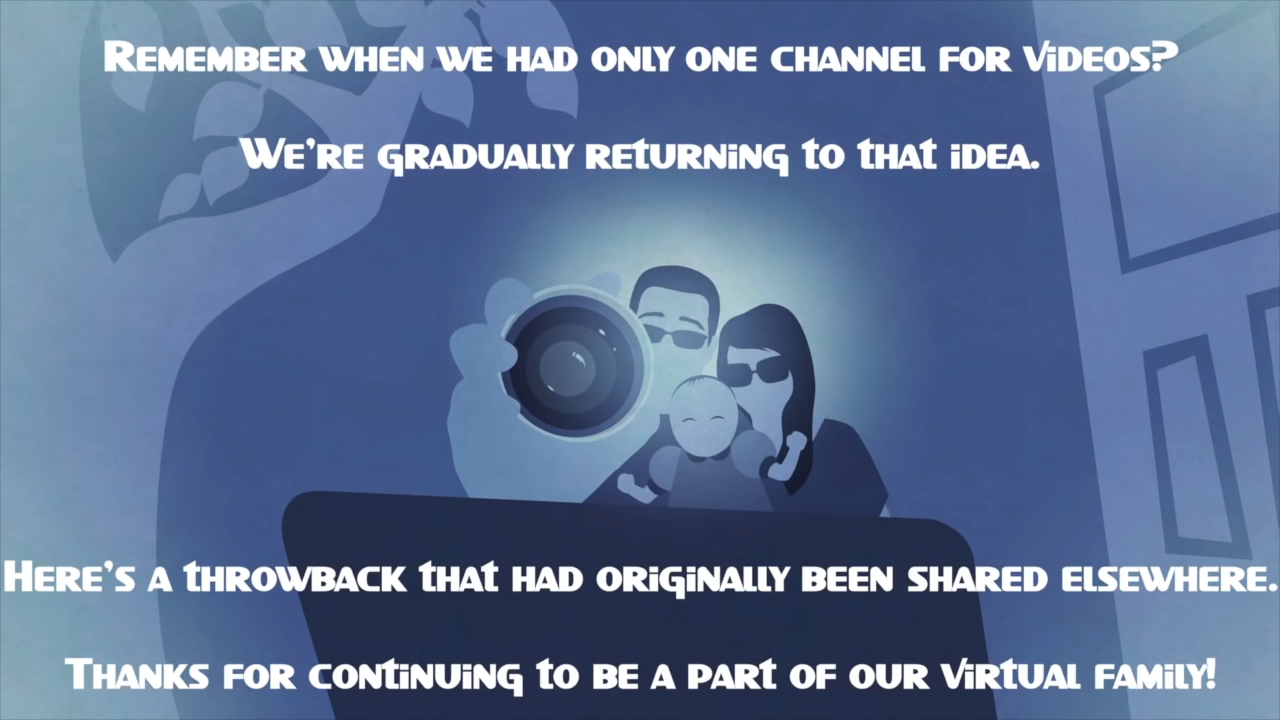 Remember when we had only one channel for videos?
We're gradually returning to that idea.
Here's a throwback that had originally been shared elsewhere.
Thanks for continuing to be a part of our virtual family!